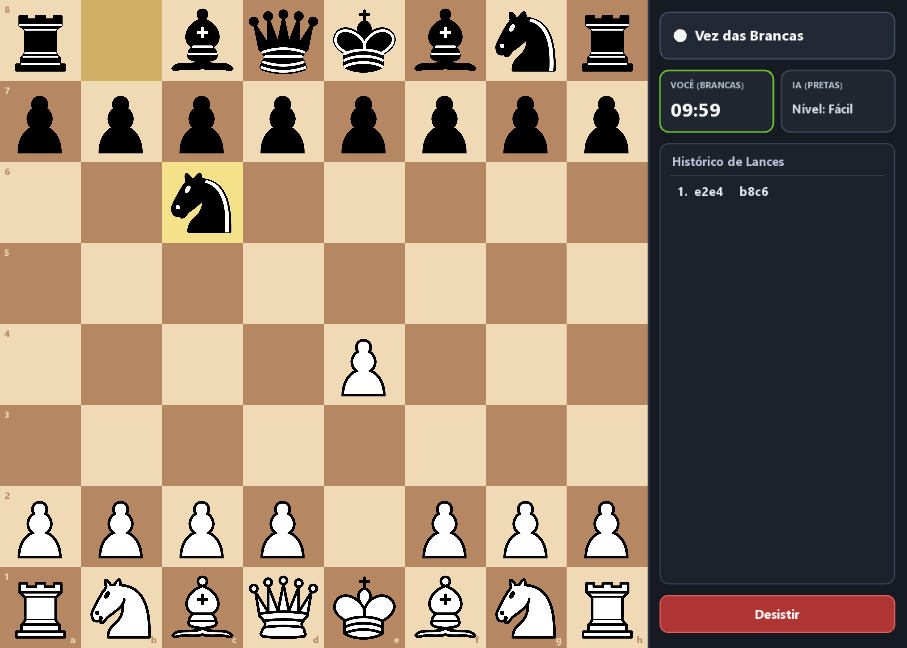 8
7
6
5
4
3
2
1
a b c d e f g h
Vez das Brancas
VOCÊ (BRANCAS)
09:59
IA (PRETAS)
Nível: Fácil
Histórico de Lances
1. e2e4 b8c6
Desistir